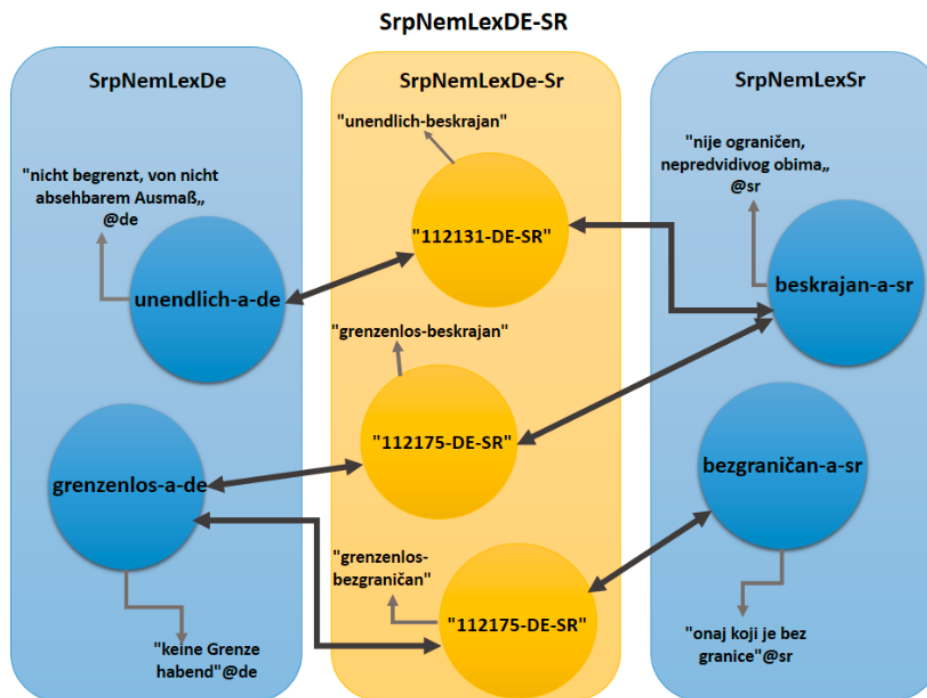 SrpNemLexDE-SR
SrpNemLexDe
"nicht begrenzt, von nicht
absehbarem Ausmaß„
@de
unendlich-a-de
grenzenlos-a-de
"keine Grenze
habend"@de
SrpNemLexDe-Sr
"unendlich-beskrajan"
"112131-DE-SR"
"grenzenlos-beskrajan"
"112175-DE-SR"
"grenzenlos-
bezgraničan"
"112175-DE-SR"
SrpNemLexSr
"nije ograničen,
nepredvidivog obima„
@sr
beskrajan-a-sr
bezgraničan-a-sr
"onaj koji je bez
granice"@sr